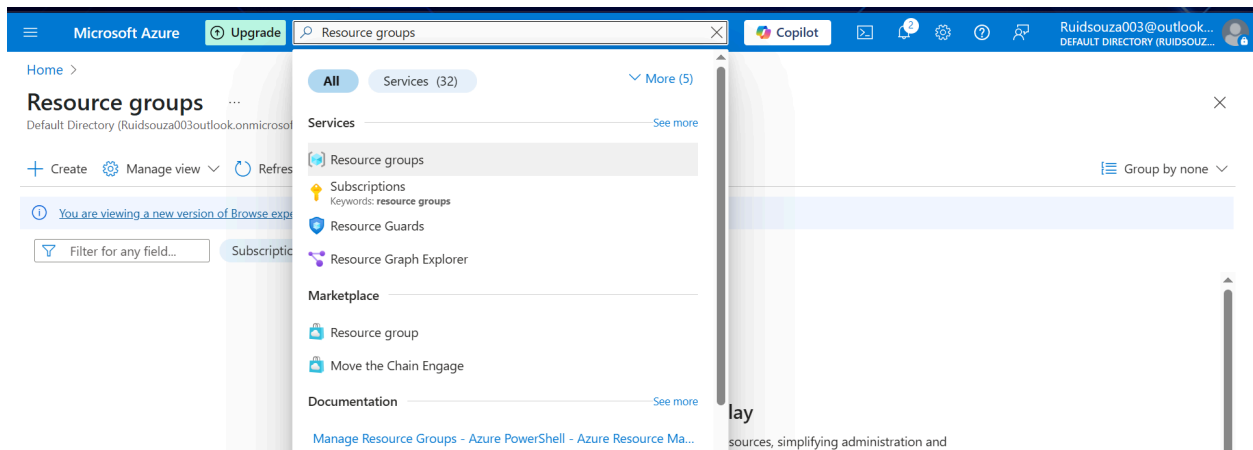 Microsoft Azure
Upgrade
Resource groups
Copilot
2
Ruidsouza003@outlook...
DEFAULT DIRECTORY (RUIDSOUZ...
Home >
Resource groups ...
Default Directory (Ruidsouza003outlook.onmicrosof
Create
Manage view
Refres
Group by none
You are viewing a new version of Browse expe
Filter for any field...
Subscriptio
All
Services (32)
More (5)
Services
See more
Resource groups
Subscriptions
Keywords: resource groups
Resource Guards
Resource Graph Explorer
Marketplace
Resource group
Move the Chain Engage
Documentation
See more
Manage Resource Groups - Azure PowerShell - Azure Resource Ma...
lay
sources, simplifying administration and